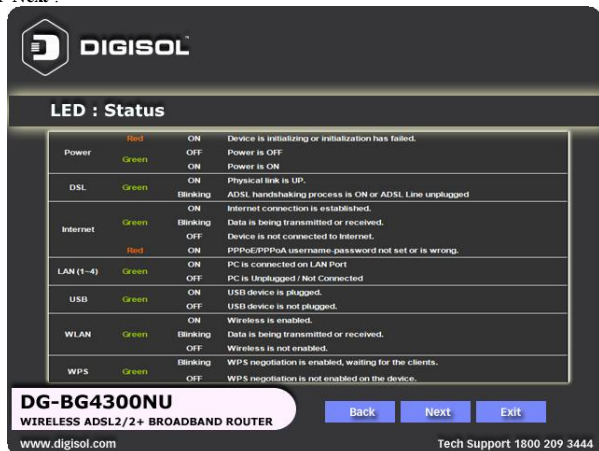 Next .
DIGISOL™
LED : Status
Red ON Device is initializing or initialization has failed.
Power Green OFF Power is OFF
ON Power is ON
DSL Green ON Physical link is UP.
Blinking ADSL handshaking process is ON or ADSL Line unplugged
Internet Green ON Internet connection is established.
Blinking Data is being transmitted or received.
OFF Device is not connected to Internet.
Red ON PPPoE/PPPoA username-password not set or is wrong.
LAN (1~4) Green ON PC is connected on LAN Port
OFF PC is Unplugged / Not Connected
USB Green ON USB device is plugged.
OFF USB device is not plugged.
WLAN Green ON Wireless is enabled.
Blinking Data is being transmitted or received.
OFF Wireless is not enabled.
WPS Green Blinking WPS negotiation is enabled, waiting for the clients.
OFF WPS negotiation is not enabled on the device.
DG-BG4300NU
WIRELESS ADSL2/2+ BROADBAND ROUTER
Back Next Exit
www.digisol.com Tech Support 1800 209 3444